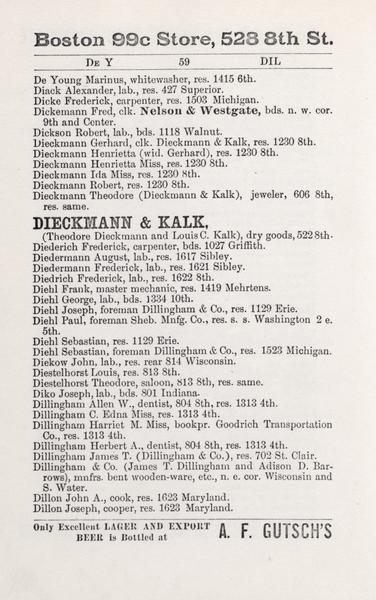 Boston 99c Store, 528 8th St.
De Y 59 DIL
De Young Marinus, whitewasher, res. 1415 6th.
Diack Alexander, lab., res. 427 Superior.
Dicke Frederick, carpenter, res. 1503 Michigan.
Dickemann Fred, clk. Nelson & Westgate, bds. n. w. cor.
9th and Center.
Dickson Robert, lab., bds. 1118 Walnut.
Dieckmann Gerhard, clk. Dieckmann & Kalk, res. 1230 8th.
Dieckmann Henrietta (wid. Gerhard), res. 1230 8th.
Dieckmann Henrietta Miss, res. 1230 8th.
Dieckmann Ida Miss, res. 1230 8th.
Dieckmann Robert, res. 1230 8th.
Dieckmann Theodore (Dieckmann & Kalk), jeweler, 606 8th,
res. same.
DIECKMANN & KALK,
(Theodore Dieckmann and Louis C. Kalk), dry goods, 522 8th.
Diederich Frederick, carpenter, bds. 1027 Griffith.
Diedermann August, lab., res. 1617 Sibley.
Diedermann Frederick, lab., res. 1621 Sibley.
Diedrich Frederick, lab., res. 1622 8th.
Diehl Frank, master mechanic, res. 1419 Mehrtens.
Diehl George, lab., bds. 1334 10th.
Diehl Joseph, foreman Dillingham & Co., res. 1129 Erie.
Diehl Paul, foreman Sheb. Mnfg. Co., res. s. s. Washington 2 e.
5th.
Diehl Sebastian, res. 1129 Erie.
Diehl Sebastian, foreman Dillingham & Co., res. 1523 Michigan.
Diekow John, lab., res. rear 814 Wisconsin.
Diestelhorst Louis, res. 813 8th.
Diestelhorst Theodore, saloon, 813 8th, res. same.
Diko Joseph, lab., bds. 801 Indiana.
Dillingham Allen W., dentist, 804 8th, res. 1313 4th.
Dillingham C. Edna Miss, res. 1313 4th.
Dillingham Harriet M. Miss, bookpr. Goodrich Transportation
Co., res. 1313 4th.
Dillingham Herbert A., dentist, 804 8th, res. 1313 4th.
Dillingham James T. (Dillingham & Co.), res. 702 St. Clair.
Dillingham & Co. (James T. Dillingham and Adison D. Bar-
rows), mnfrs. bent wooden-ware, etc., n. e. cor. Wisconsin and
S. Water.
Dillon John A., cook, res. 1623 Maryland.
Dillon Joseph, cooper, res. 1623 Maryland.
Only Excellent LAGER AND EXPORT
BEER is Bottled at A. F. GUTSCH'S